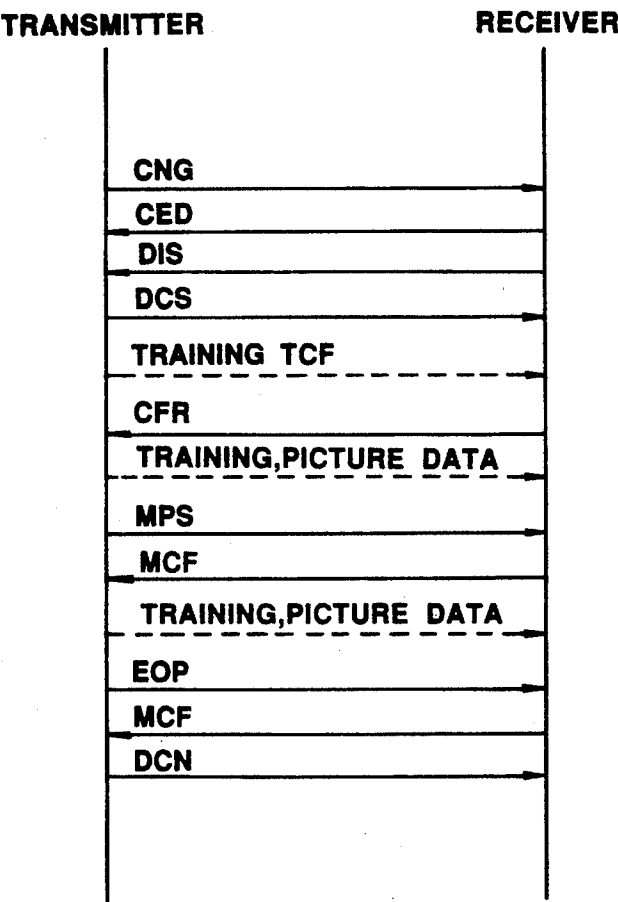 TRANSMITTER RECEIVER
CNG
CED
DIS
DCS
TRAINING TCF
CFR
TRAINING,PICTURE DATA
MPS
MCF
TRAINING,PICTURE DATA
EOP
MCF
DCN